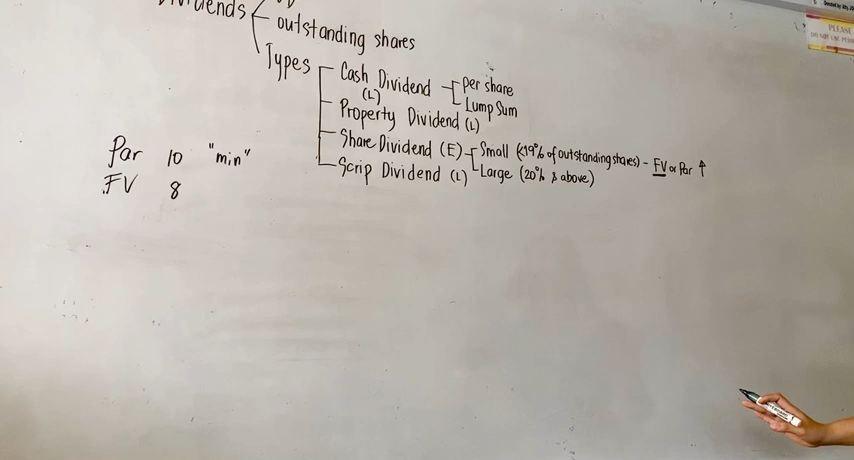 outstanding shares
Types
Cash Dividend
(L)
Per share
Lump Sum
Property Dividend (L)
Share Dividend (E)
Small (<19% of outstanding shares) - FV or Par ↑
Large (20% & above)
Scrip Dividend (L)
Par 10 "min"
FV 8
PLEASE